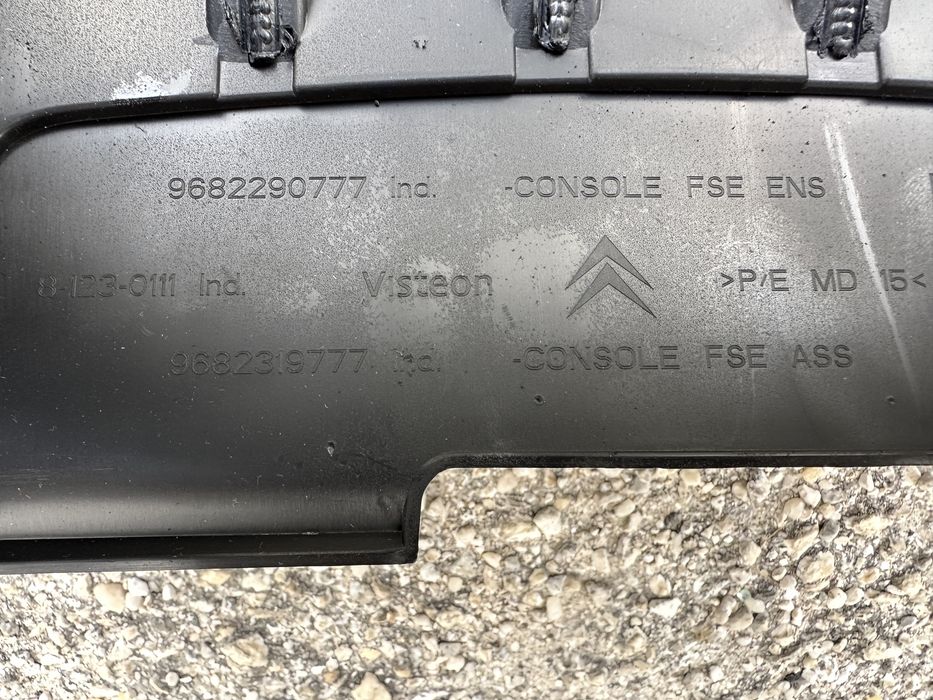 9682290777 Ind. -CONSOLE FSE ENS
8-123-0111 Ind. Visteon >P/E MD 15<
9682319777 Ind. -CONSOLE FSE ASS